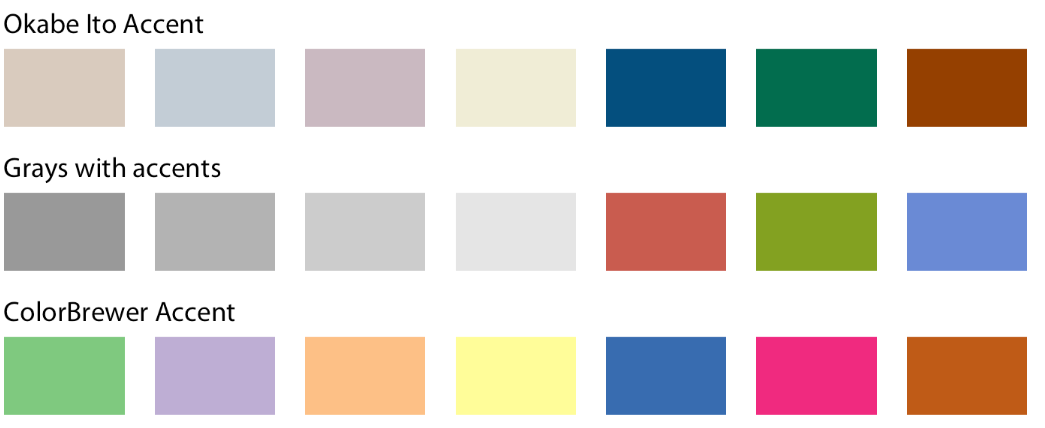 Okabe Ito Accent
Grays with accents
ColorBrewer Accent